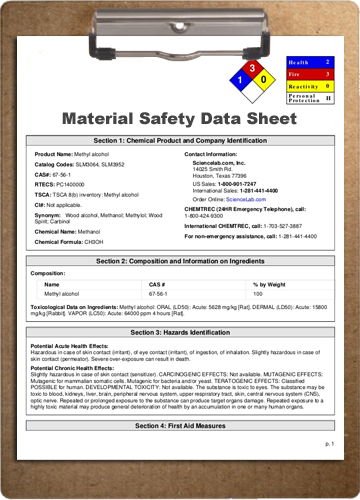 3
1
0
Health 2
Fire 3
Reactivity 0
Personal
Protection H
Material Safety Data Sheet
Section 1: Chemical Product and Company Identification
Product Name: Methyl alcohol
Catalog Codes: SLM3064, SLM3952
CAS#: 67-56-1
RTECS: PC1400000
TSCA: TSCA 8(b) inventory: Methyl alcohol
CI#: Not applicable.
Synonym: Wood alcohol, Methanol; Methylol; Wood
Spirit; Carbinol
Chemical Name: Methanol
Chemical Formula: CH3OH
Contact Information:
Sciencelab.com, Inc.
14025 Smith Rd.
Houston, Texas 77396
US Sales: 1-800-901-7247
International Sales: 1-281-441-4400
Order Online: ScienceLab.com
CHEMTREC (24HR Emergency Telephone), call:
1-800-424-9300
International CHEMTREC, call: 1-703-527-3887
For non-emergency assistance, call: 1-281-441-4400
Section 2: Composition and Information on Ingredients
Composition:
Name CAS # % by Weight
Methyl alcohol 67-56-1 100
Toxicological Data on Ingredients: Methyl alcohol: ORAL (LD50): Acute: 5628 mg/kg [Rat]. DERMAL (LD50): Acute: 15800
mg/kg [Rabbit]. VAPOR (LC50): Acute: 64000 ppm 4 hours [Rat].
Section 3: Hazards Identification
Potential Acute Health Effects:
Hazardous in case of skin contact (irritant), of eye contact (irritant), of ingestion, of inhalation. Slightly hazardous in case of
skin contact (permeator). Severe over-exposure can result in death.
Potential Chronic Health Effects:
Slightly hazardous in case of skin contact (sensitizer). CARCINOGENIC EFFECTS: Not available. MUTAGENIC EFFECTS:
Mutagenic for mammalian somatic cells. Mutagenic for bacteria and/or yeast. TERATOGENIC EFFECTS: Classified
POSSIBLE for human. DEVELOPMENTAL TOXICITY: Not available. The substance is toxic to eyes. The substance may be
toxic to blood, kidneys, liver, brain, peripheral nervous system, upper respiratory tract, skin, central nervous system (CNS),
optic nerve. Repeated or prolonged exposure to the substance can produce target organs damage. Repeated exposure to a
highly toxic material may produce general deterioration of health by an accumulation in one or many human organs.
Section 4: First Aid Measures
p. 1